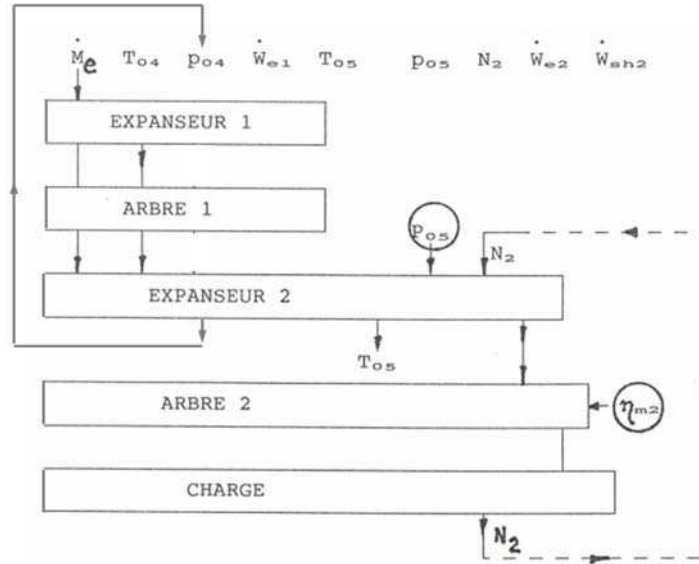 Ṁe T₀₄ p₀₄ Ẇe₁ T₀₅ p₀₅ N₂ Ẇe₂ Ẇsh₂
EXPANSEUR 1
ARBRE 1
p₀₅
N₂
EXPANSEUR 2
T₀₅
ARBRE 2
ηm₂
CHARGE
N₂